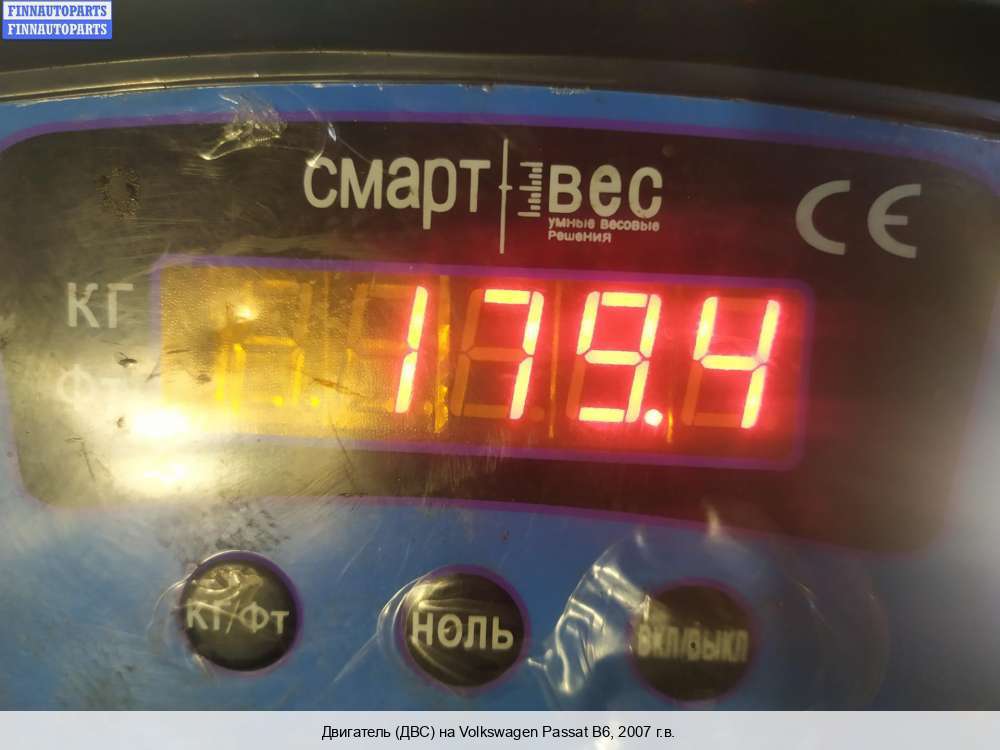 FINNAUTOPARTS
FINNAUTOPARTS
смарт вес
умные весовые
Решения
CE
КГ
179.4
Фт
КГ/Фт
НОЛЬ
ВКЛ/ВЫКЛ
Двигатель (ДВС) на Volkswagen Passat B6, 2007 г.в.